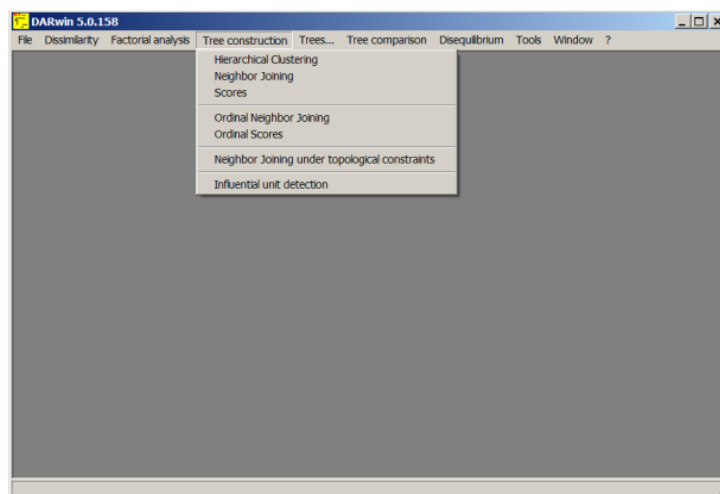 DARwin 5.0.158
File Dissimilarity Factorial analysis Tree construction Trees... Tree comparison Disequilibrium Tools Window ?
Hierarchical Clustering
Neighbor Joining
Scores
Ordinal Neighbor Joining
Ordinal Scores
Neighbor Joining under topological constraints
Influential unit detection